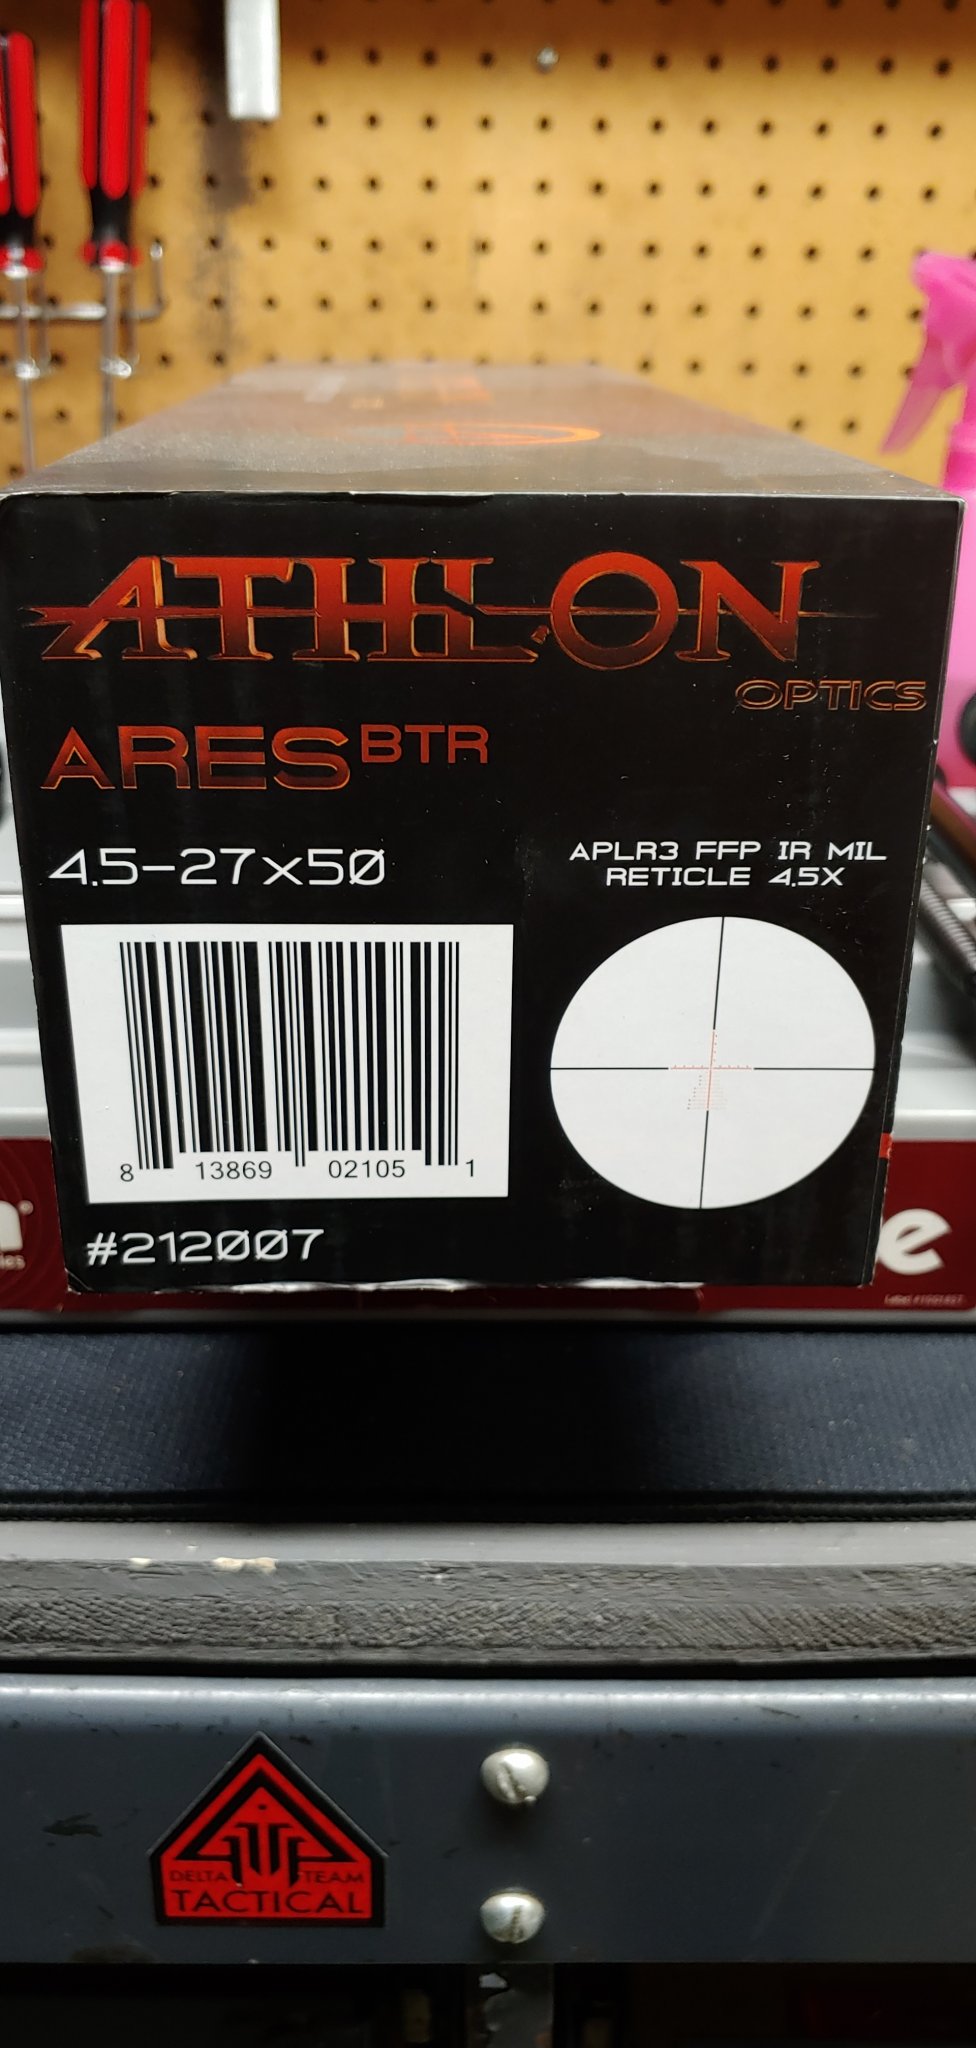 ATHLON
OPTICS
ARES BTR
4.5-27x50
APLR3 FFP IR MIL
RETICLE 4.5X
8 13869 02105 1
#212007
e
DELTA TEAM
TACTICAL